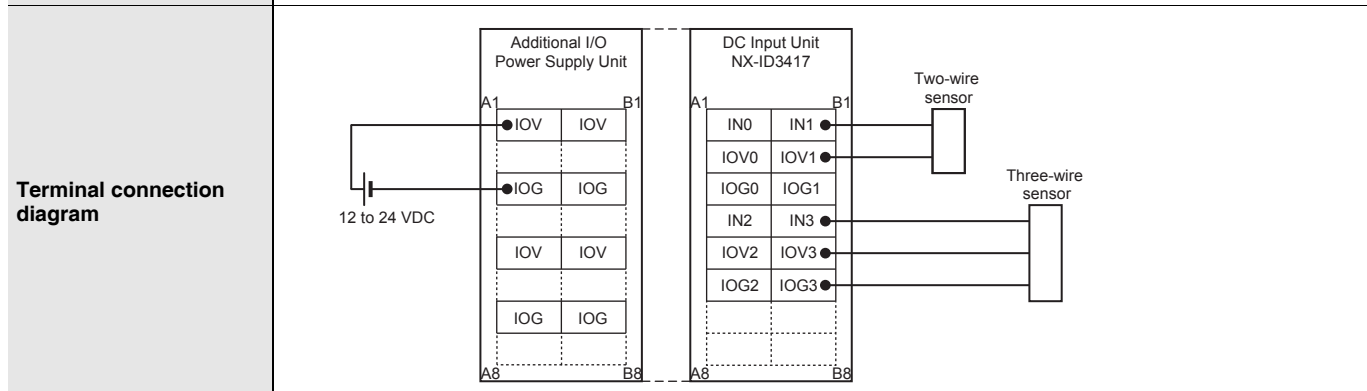 Terminal connection
diagram
Additional I/O
Power Supply Unit
A1
B1
IOV
IOV
IOG
IOG
IOV
IOV
IOG
IOG
A8
B8
12 to 24 VDC
DC Input Unit
NX-ID3417
A1
B1
IN0
IN1
IOV0
IOV1
IOG0
IOG1
IN2
IN3
IOV2
IOV3
IOG2
IOG3
A8
B8
Two-wire
sensor
Three-wire
sensor